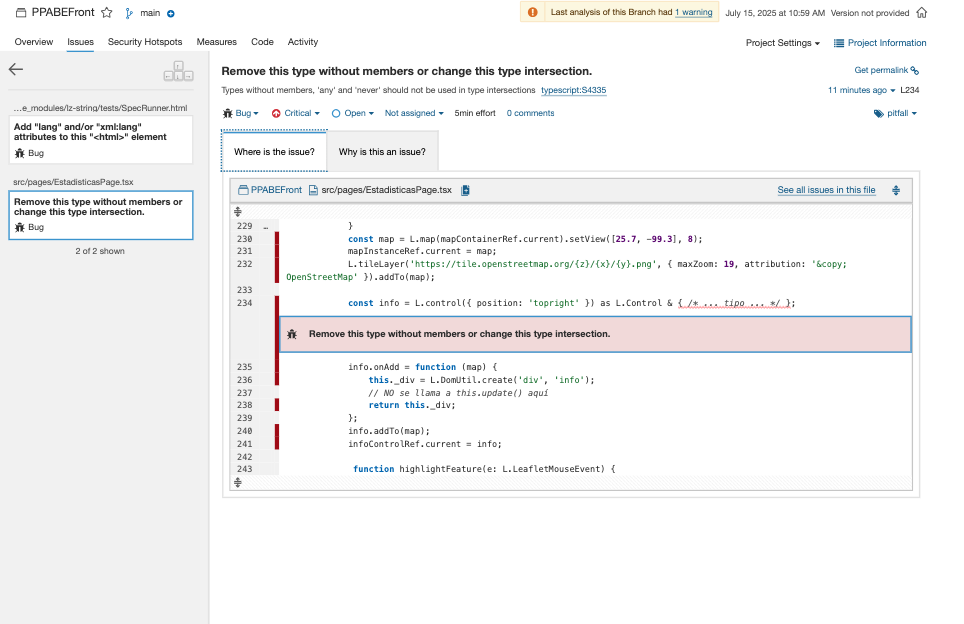 PPABEFront main
Last analysis of this Branch had 1 warning July 15, 2025 at 10:59 AM Version not provided
Overview Issues Security Hotspots Measures Code Activity
Project Settings Project Information
...e_modules/lz-string/tests/SpecRunner.html
Add "lang" and/or "xml:lang"
attributes to this "<html>" element
Bug
src/pages/EstadisticasPage.tsx
Remove this type without members or
change this type intersection.
Bug
2 of 2 shown
Remove this type without members or change this type intersection.
Get permalink
Types without members, 'any' and 'never' should not be used in type intersections typescript:S4335
11 minutes ago L234
Bug Critical Open Not assigned 5min effort 0 comments
pitfall
Where is the issue? Why is this an issue?
PPABEFront src/pages/EstadisticasPage.tsx
See all issues in this file
229 … }
230 const map = L.map(mapContainerRef.current).setView([25.7, -99.3], 8);
231 mapInstanceRef.current = map;
232 L.tileLayer('https://tile.openstreetmap.org/{z}/{x}/{y}.png', { maxZoom: 19, attribution: '&copy;
OpenStreetMap' }).addTo(map);
233
234 const info = L.control({ position: 'topright' }) as L.Control & { /* ... tipo ... */ };
Remove this type without members or change this type intersection.
235 info.onAdd = function (map) {
236 this._div = L.DomUtil.create('div', 'info');
237 // NO se llama a this.update() aquí
238 return this._div;
239 };
240 info.addTo(map);
241 infoControlRef.current = info;
242
243 function highlightFeature(e: L.LeafletMouseEvent) {